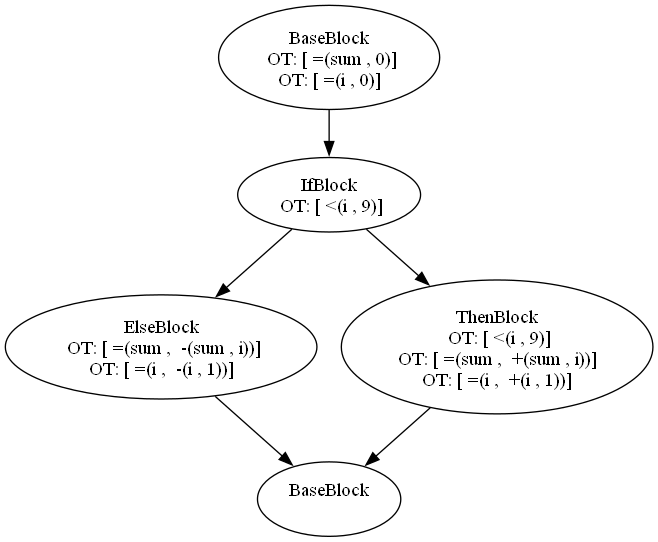 BaseBlock
OT: [ =(sum , 0)]
OT: [ =(i , 0)]
IfBlock
OT: [ <(i , 9)]
ElseBlock
OT: [ =(sum ,  -(sum , i))]
OT: [ =(i ,  -(i , 1))]
ThenBlock
OT: [ <(i , 9)]
OT: [ =(sum ,  +(sum , i))]
OT: [ =(i ,  +(i , 1))]
BaseBlock